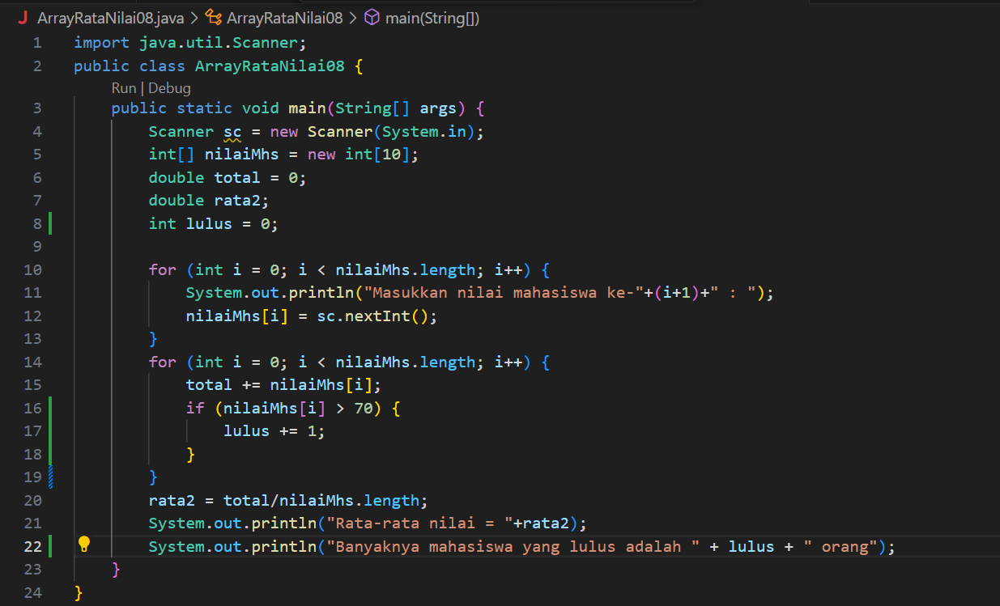 J ArrayRataNilai08.java > ArrayRataNilai08 > main(String[])
1 import java.util.Scanner;
2 public class ArrayRataNilai08 {
Run | Debug
3 public static void main(String[] args) {
4 Scanner sc = new Scanner(System.in);
5 int[] nilaiMhs = new int[10];
6 double total = 0;
7 double rata2;
8 int lulus = 0;
9
10 for (int i = 0; i < nilaiMhs.length; i++) {
11 System.out.println("Masukkan nilai mahasiswa ke-"+(i+1)+" : ");
12 nilaiMhs[i] = sc.nextInt();
13 }
14 for (int i = 0; i < nilaiMhs.length; i++) {
15 total += nilaiMhs[i];
16 if (nilaiMhs[i] > 70) {
17 lulus += 1;
18 }
19 }
20 rata2 = total/nilaiMhs.length;
21 System.out.println("Rata-rata nilai = "+rata2);
22 System.out.println("Banyaknya mahasiswa yang lulus adalah " + lulus + " orang");
23 }
24 }